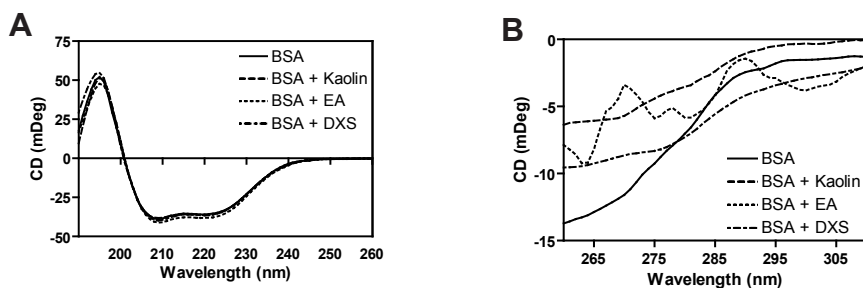 A
75
50
25
0
-25
-50
CD (mDeg)
BSA
BSA + Kaolin
BSA + EA
BSA + DXS
200
210
220
230
240
250
260
Wavelength (nm)
B
0
-5
-10
-15
CD (mDeg)
BSA
BSA + Kaolin
BSA + EA
BSA + DXS
265
275
285
295
305
Wavelength (nm)